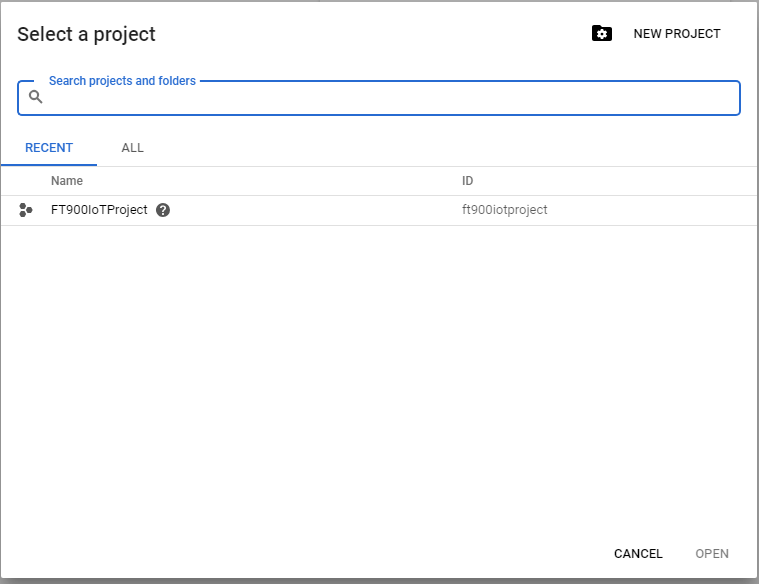 Select a project
NEW PROJECT
Search projects and folders
RECENT
ALL
Name
ID
FT900IoTProject
ft900iotproject
CANCEL
OPEN